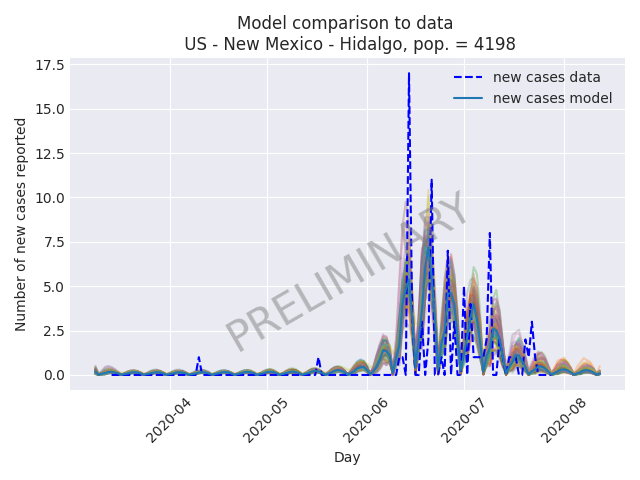 Model comparison to data
US - New Mexico - Hidalgo, pop. = 4198
new cases data
new cases model
PRELIMINARY
Number of new cases reported
17.5
15.0
12.5
10.0
7.5
5.0
2.5
0.0
2020-04
2020-05
2020-06
2020-07
2020-08
Day